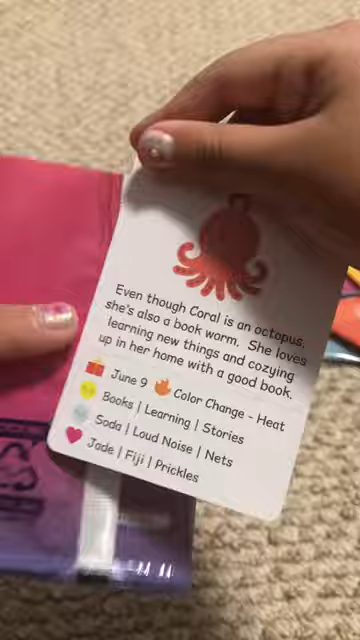 Even though Coral is an octopus,
she's also a book worm. She loves
learning new things and cozying
up in her home with a good book.
June 9 Color Change - Heat
Books | Learning | Stories
Soda | Loud Noise | Nets
Jade | Fiji | Prickles